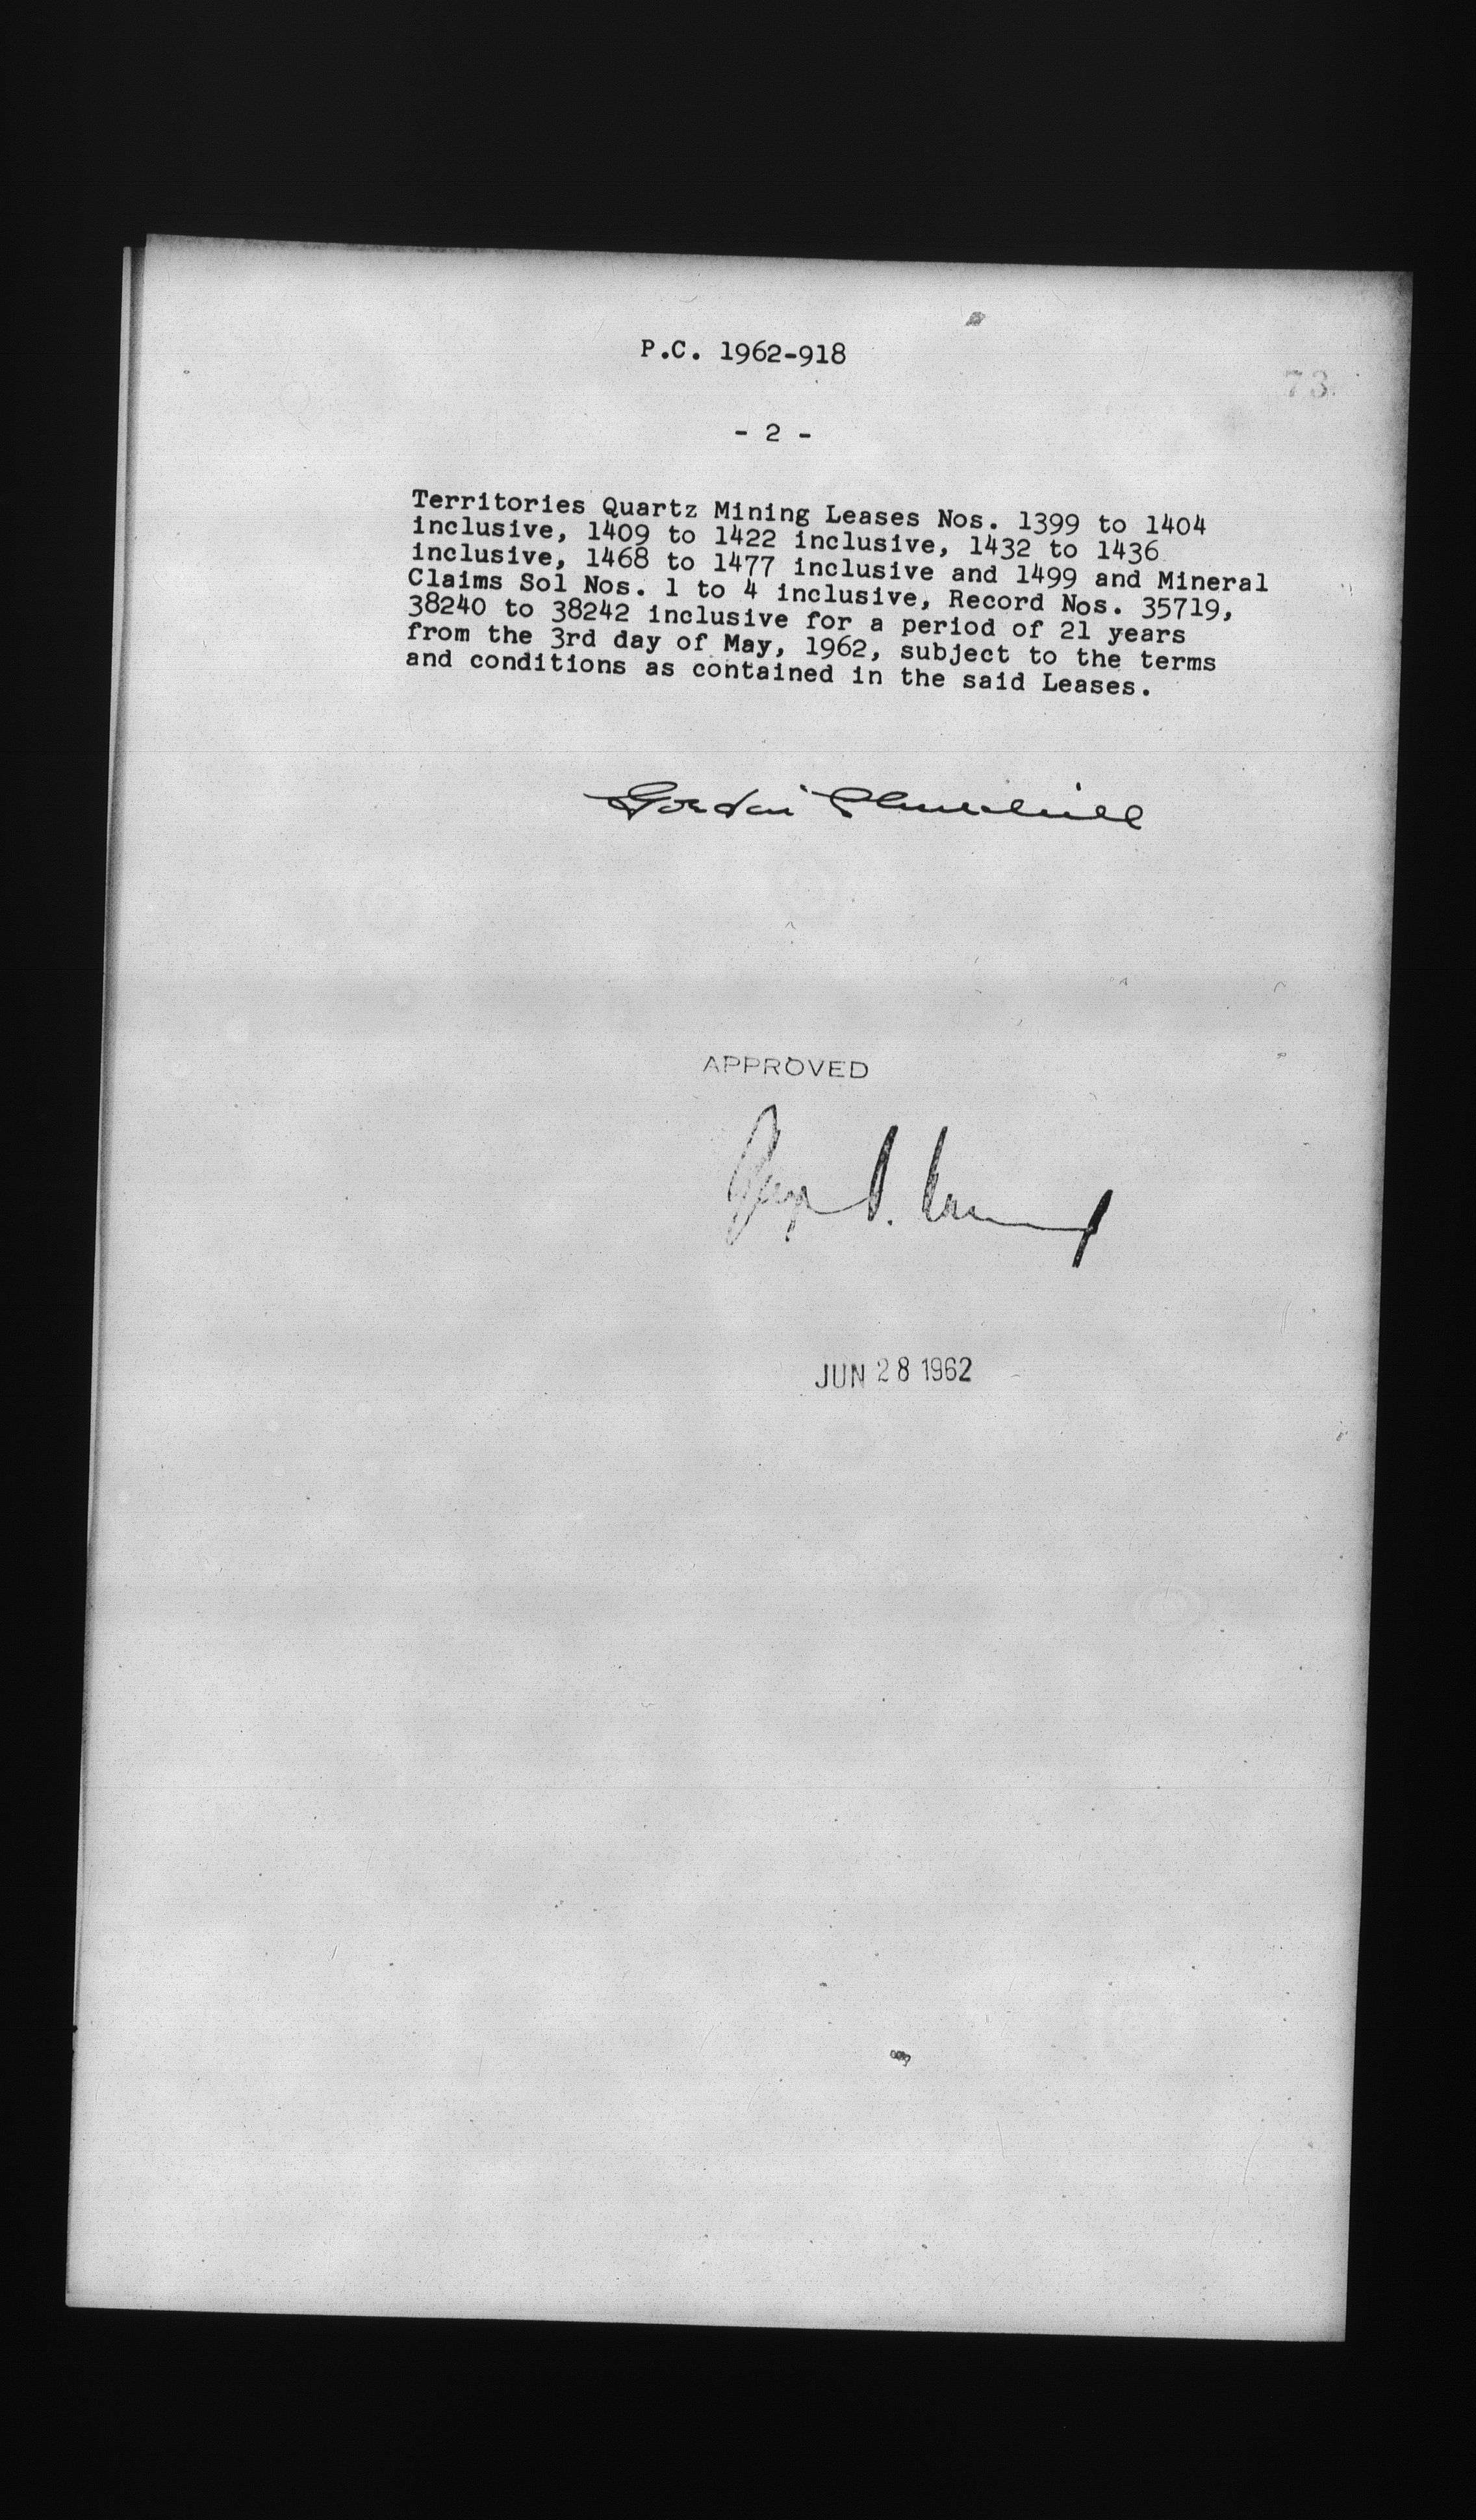 P.C. 1962-918
73.
- 2 -
Territories Quartz Mining Leases Nos. 1399 to 1404
inclusive, 1409 to 1422 inclusive, 1432 to 1436
inclusive, 1468 to 1477 inclusive and 1499 and Mineral
Claims Sol Nos. 1 to 4 inclusive, Record Nos. 35719,
38240 to 38242 inclusive for a period of 21 years
from the 3rd day of May, 1962, subject to the terms
and conditions as contained in the said Leases.
Gordon Churchill
APPROVED
JUN 28 1962